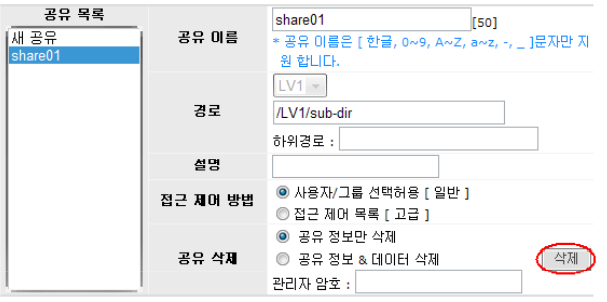 공유 목록
새 공유
share01
공유 이름
share01 [50]
* 공유 이름은 [ 한글, 0~9, A~Z, a~z, -, _ ]문자만 지
원 합니다.
경로
LV1
/LV1/sub-dir
하위경로 :
설명
접근 제어 방법
사용자/그룹 선택허용 [ 일반 ]
접근 제어 목록 [ 고급 ]
공유 삭제
공유 정보만 삭제
공유 정보 & 데이터 삭제
삭제
관리자 암호 :